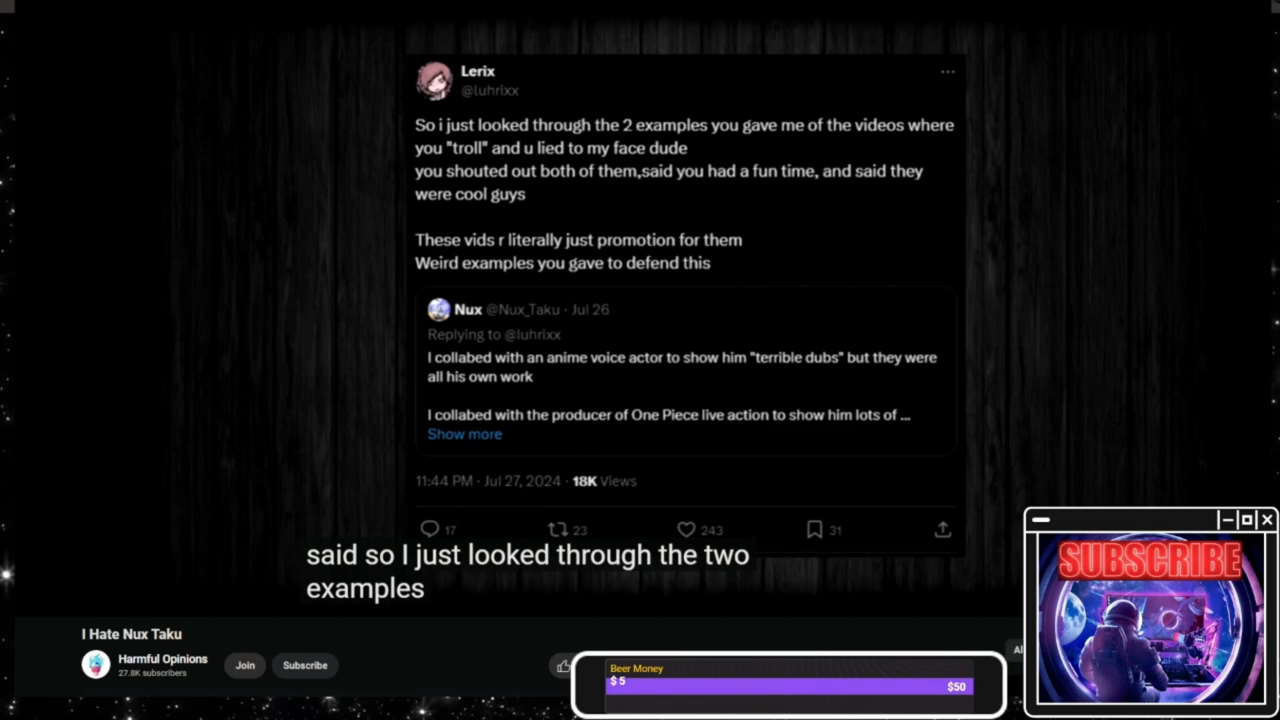 Lerix
@luhrixx
So i just looked through the 2 examples you gave me of the videos where
you "troll" and u lied to my face dude
you shouted out both of them,said you had a fun time, and said they
were cool guys
These vids r literally just promotion for them
Weird examples you gave to defend this
Nux @Nux_Taku · Jul 26
Replying to @luhrixx
I collabed with an anime voice actor to show him "terrible dubs" but they were
all his own work
I collabed with the producer of One Piece live action to show him lots of ...
Show more
11:44 PM · Jul 27, 2024 · 18K Views
17 23 243 31
said so I just looked through the two
examples
I Hate Nux Taku
Harmful Opinions
27.8K subscribers
Join Subscribe
Beer Money
$ 5
$50
SUBSCRIBE